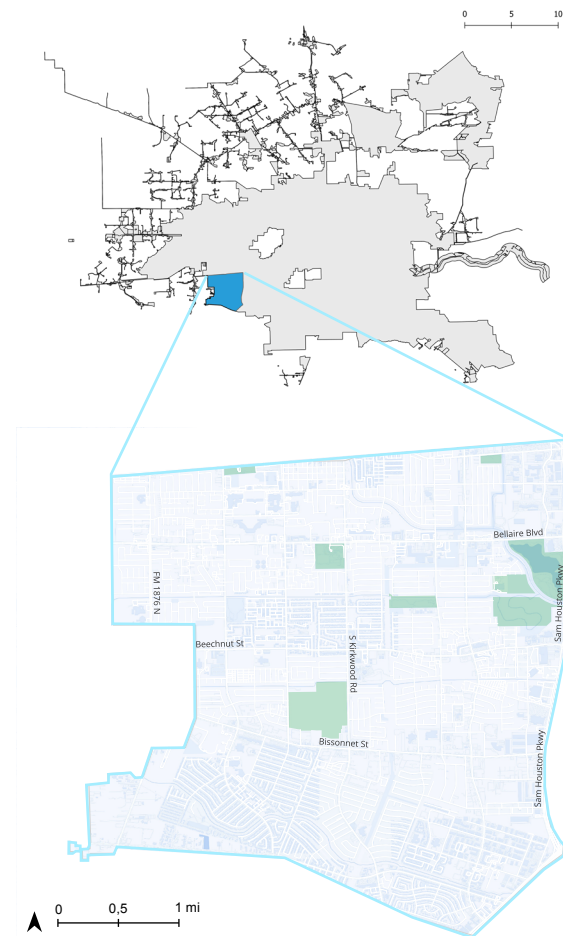 0 5 10
Bellaire Blvd
FM 1876 N
Sam Houston Pkwy
Beechnut St
S Kirkwood Rd
Bissonnet St
Sam Houston Pkwy
0 0,5 1 mi